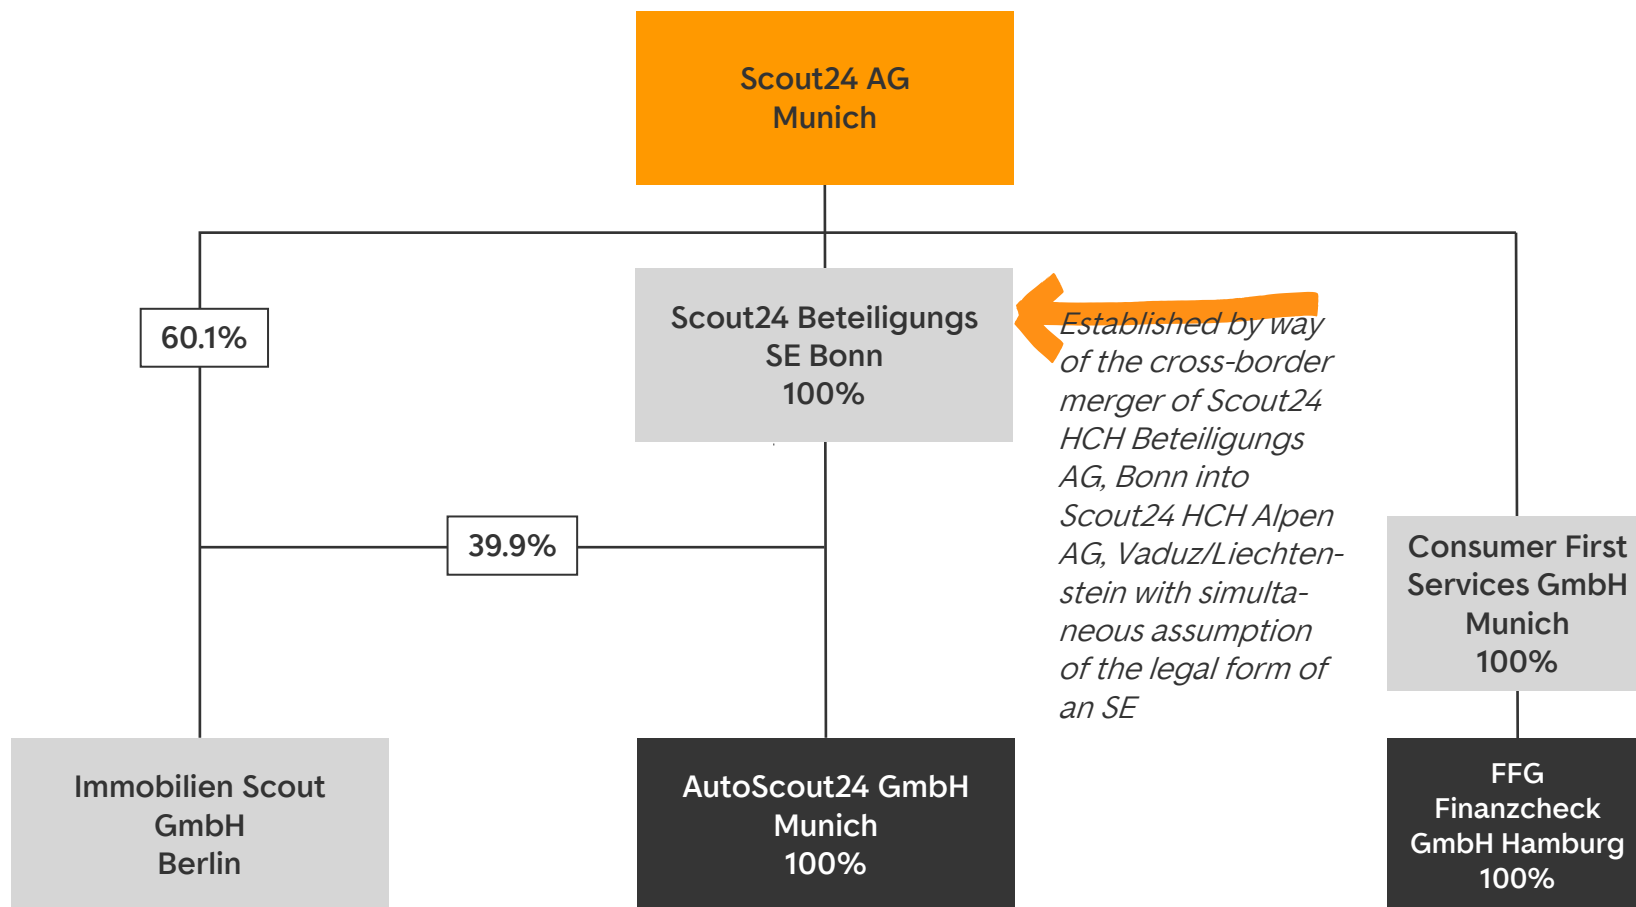 Scout24 AG
Munich
60.1%
Scout24 Beteiligungs
SE Bonn
100%
Established by way
of the cross-border
merger of Scout24
HCH Beteiligungs
AG, Bonn into
Scout24 HCH Alpen
AG, Vaduz/Liechten-
stein with simulta-
neous assumption
of the legal form of
an SE
39.9%
Consumer First
Services GmbH
Munich
100%
Immobilien Scout
GmbH
Berlin
AutoScout24 GmbH
Munich
100%
FFG
Finanzcheck
GmbH Hamburg
100%